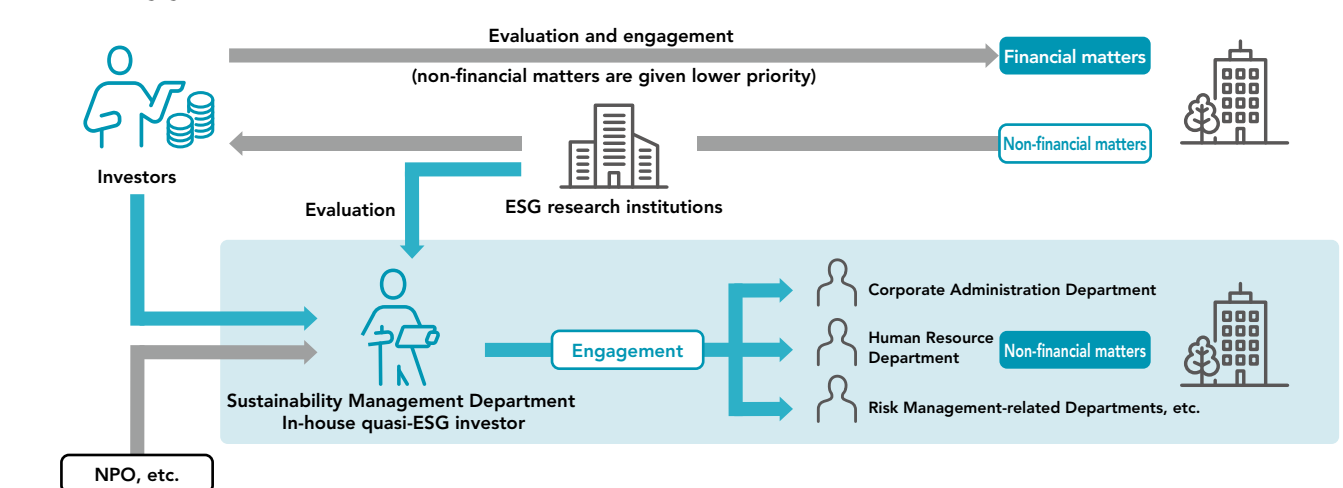 Evaluation and engagement
Financial matters
(non-financial matters are given lower priority)
Non-financial matters
Investors
ESG research institutions
Evaluation
Corporate Administration Department
Human Resource
Department
Non-financial matters
Engagement
Risk Management-related Departments, etc.
Sustainability Management Department
In-house quasi-ESG investor
NPO, etc.